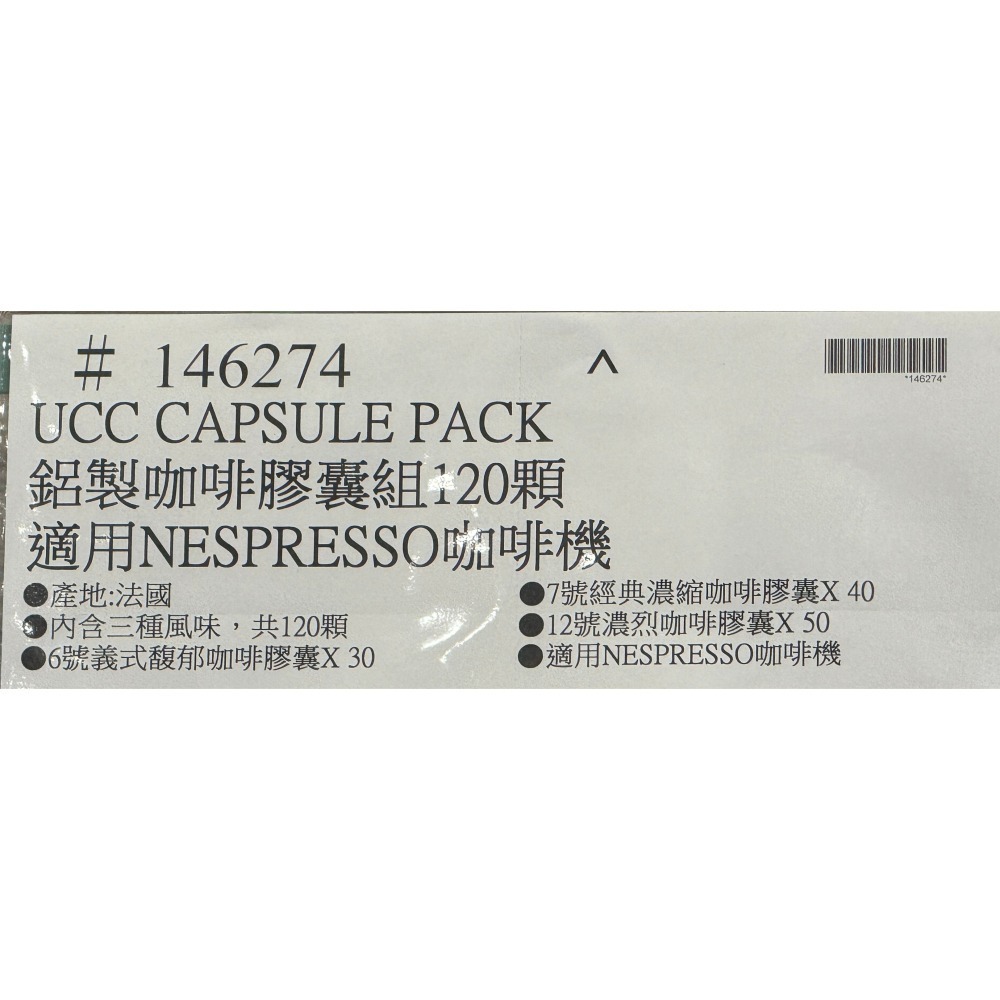 # 146274 ^
*146274*
UCC CAPSULE PACK
鋁製咖啡膠囊組120顆
適用NESPRESSO咖啡機
●產地:法國
●內含三種風味，共120顆
●6號義式馥郁咖啡膠囊X 30
●7號經典濃縮咖啡膠囊X 40
●12號濃烈咖啡膠囊X 50
●適用NESPRESSO咖啡機